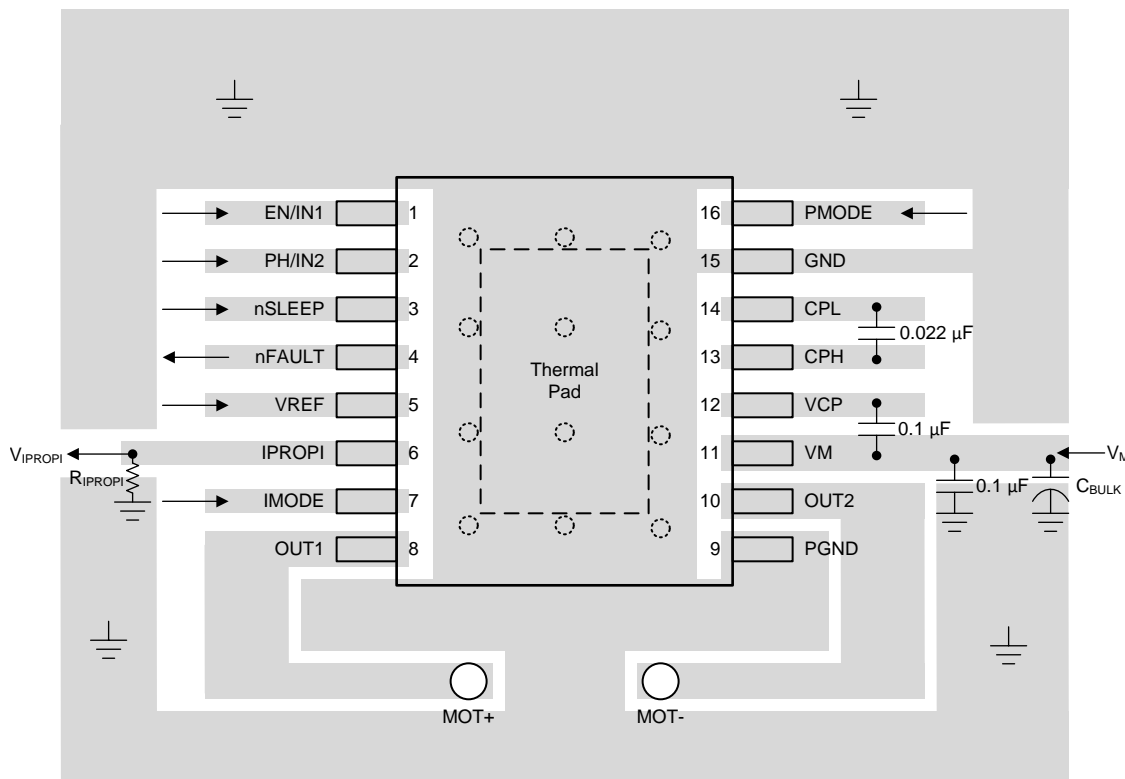 EN/IN1 1
PH/IN2 2
nSLEEP 3
nFAULT 4
VREF 5
VIPROPI
IPROPI 6
RIPROPI
IMODE 7
OUT1 8
Thermal
Pad
16 PMODE
15 GND
14 CPL
0.022 µF
13 CPH
12 VCP
0.1 µF
11 VM
VM
0.1 µF
CBULK
10 OUT2
9 PGND
MOT+
MOT-